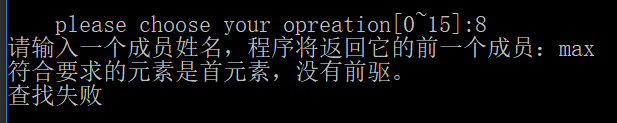 please choose your opreation[0~15]:8
请输入一个成员姓名，程序将返回它的前一个成员：max
符合要求的元素是首元素，没有前驱。
查找失败